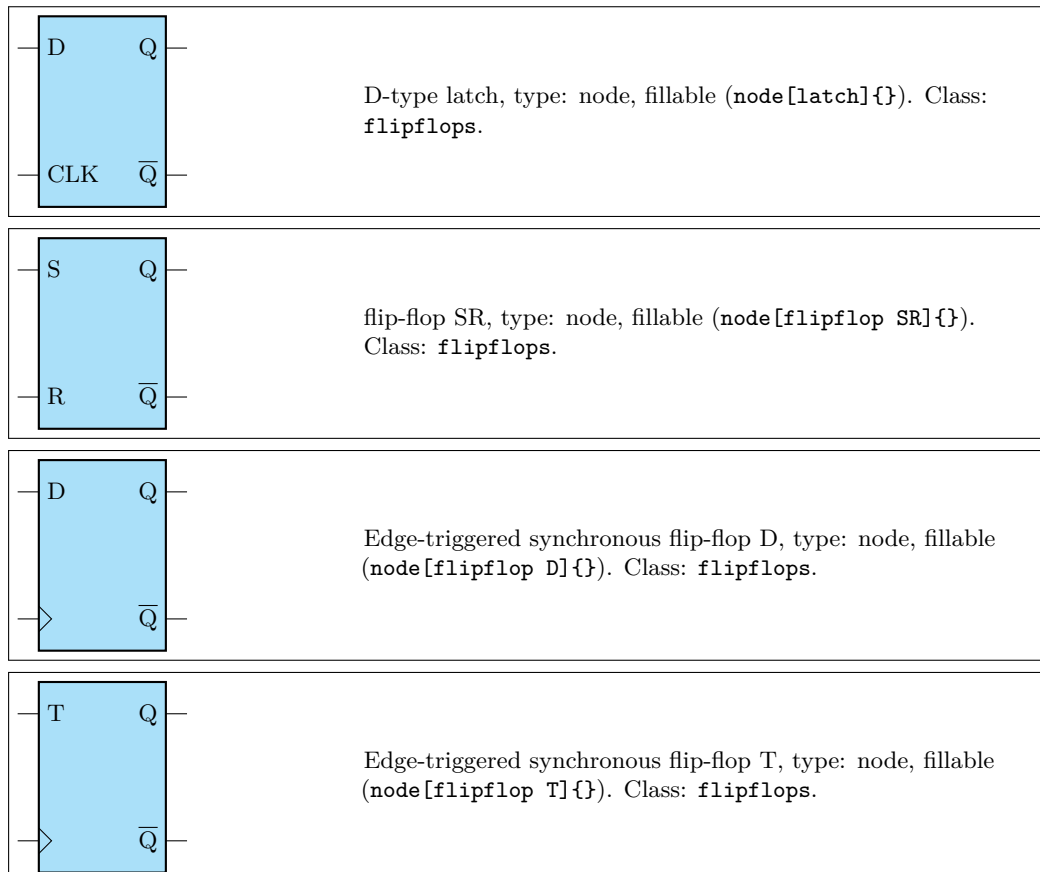 D Q
D-type latch, type: node, fillable (node[latch]{}). Class:
flipflops.
CLK Q̅
S Q
flip-flop SR, type: node, fillable (node[flipflop SR]{}).
Class: flipflops.
R Q̅
D Q
Edge-triggered synchronous flip-flop D, type: node, fillable
(node[flipflop D]{}). Class: flipflops.
Q̅
T Q
Edge-triggered synchronous flip-flop T, type: node, fillable
(node[flipflop T]{}). Class: flipflops.
Q̅